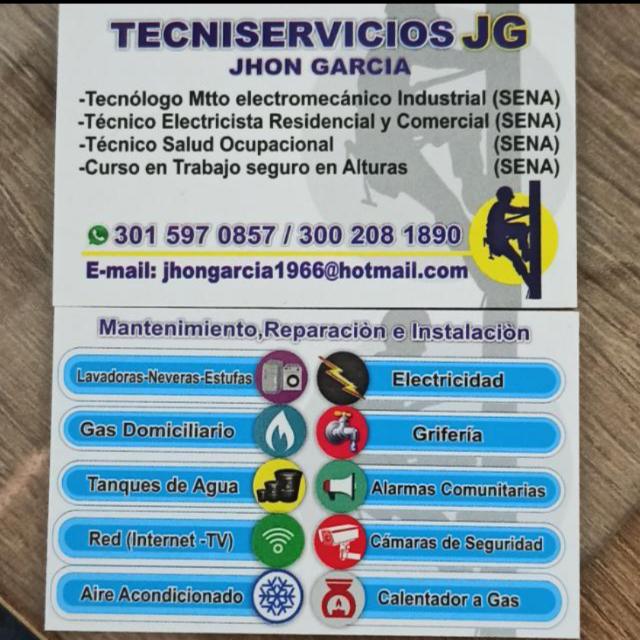 TECNISERVICIOS JG
JHON GARCIA
-Tecnólogo Mtto electromecánico Industrial (SENA)
-Técnico Electricista Residencial y Comercial (SENA)
-Técnico Salud Ocupacional (SENA)
-Curso en Trabajo seguro en Alturas (SENA)
301 597 0857 / 300 208 1890
E-mail: jhongarcia1966@hotmail.com
Mantenimiento,Reparaciòn e Instalaciòn
Lavadoras-Neveras-Estufas
Electricidad
Gas Domiciliario
Grifería
Tanques de Agua
Alarmas Comunitarias
Red (Internet -TV)
Cámaras de Seguridad
Aire Acondicionado
Calentador a Gas